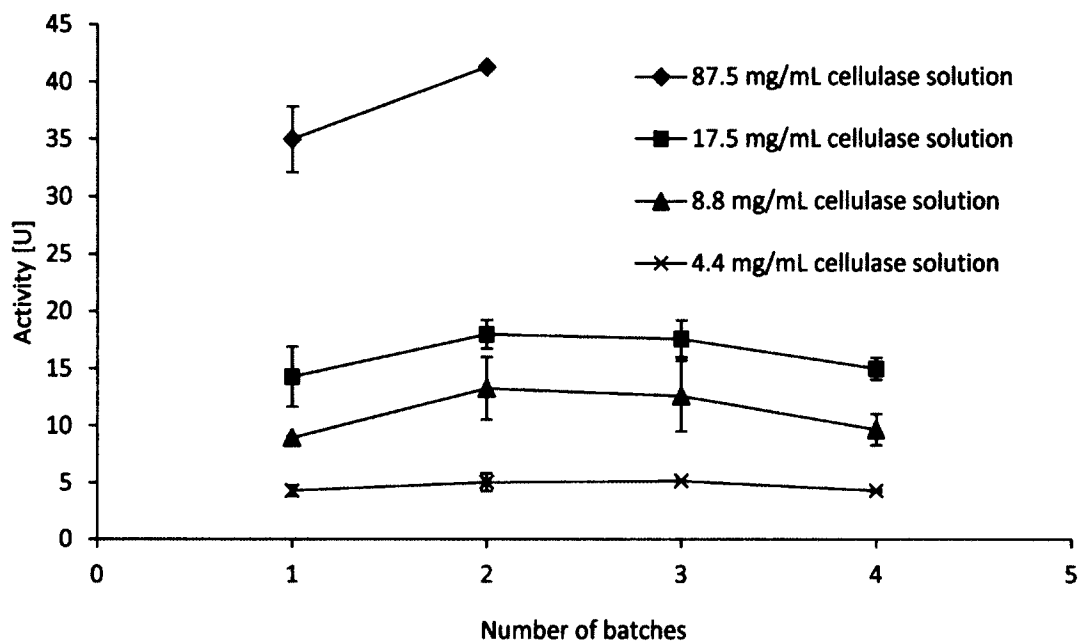 45
40
35
30
25
20
15
10
5
0
Activity [U]
87.5 mg/mL cellulase solution
17.5 mg/mL cellulase solution
8.8 mg/mL cellulase solution
4.4 mg/mL cellulase solution
0 1 2 3 4 5
Number of batches